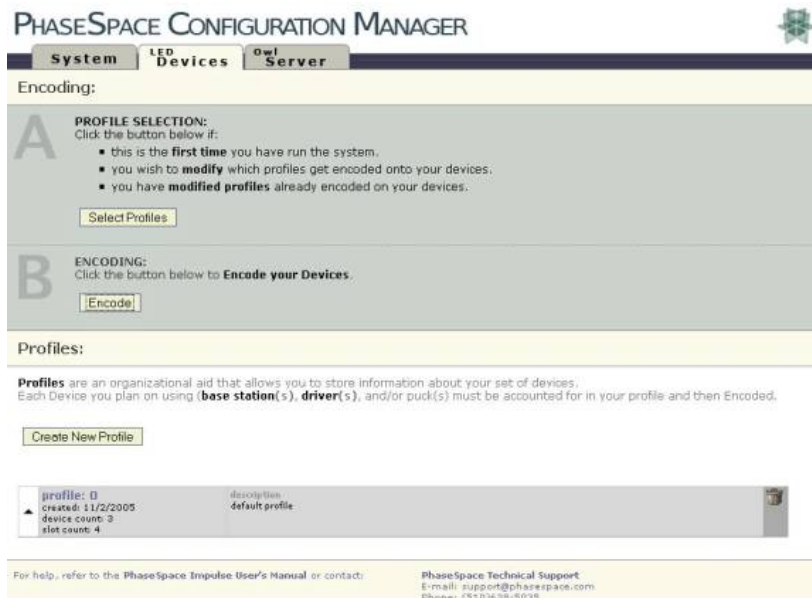 PHASESPACE CONFIGURATION MANAGER
System
LED Devices
Owl Server
Encoding:
A
PROFILE SELECTION:
Click the button below if:
▪ this is the first time you have run the system.
▪ you wish to modify which profiles get encoded onto your devices.
▪ you have modified profiles already encoded on your devices.
Select Profiles
B
ENCODING:
Click the button below to Encode your Devices.
Encode
Profiles:
Profiles are an organizational aid that allows you to store information about your set of devices.
Each Device you plan on using (base station(s), driver(s), and/or puck(s) must be accounted for in your profile and then Encoded.
Create New Profile
profile: 0
created: 11/2/2005
device count: 3
slot count: 4
description
default profile
For help, refer to the PhaseSpace Impulse User's Manual or contact:
PhaseSpace Technical Support
E-mail: support@phasespace.com
Phone: